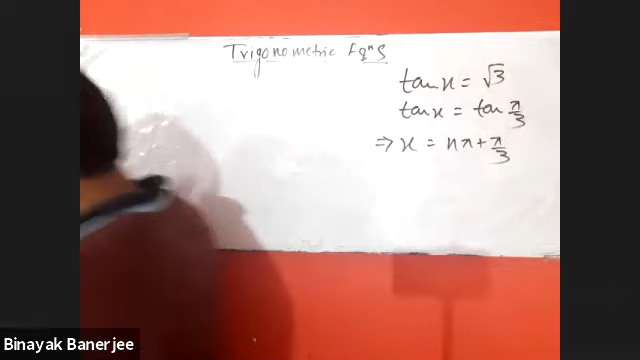 Trigonometric Eqⁿs
tan x = √3
tan x = tan π/3
⇒ x = nπ + π/3
Binayak Banerjee